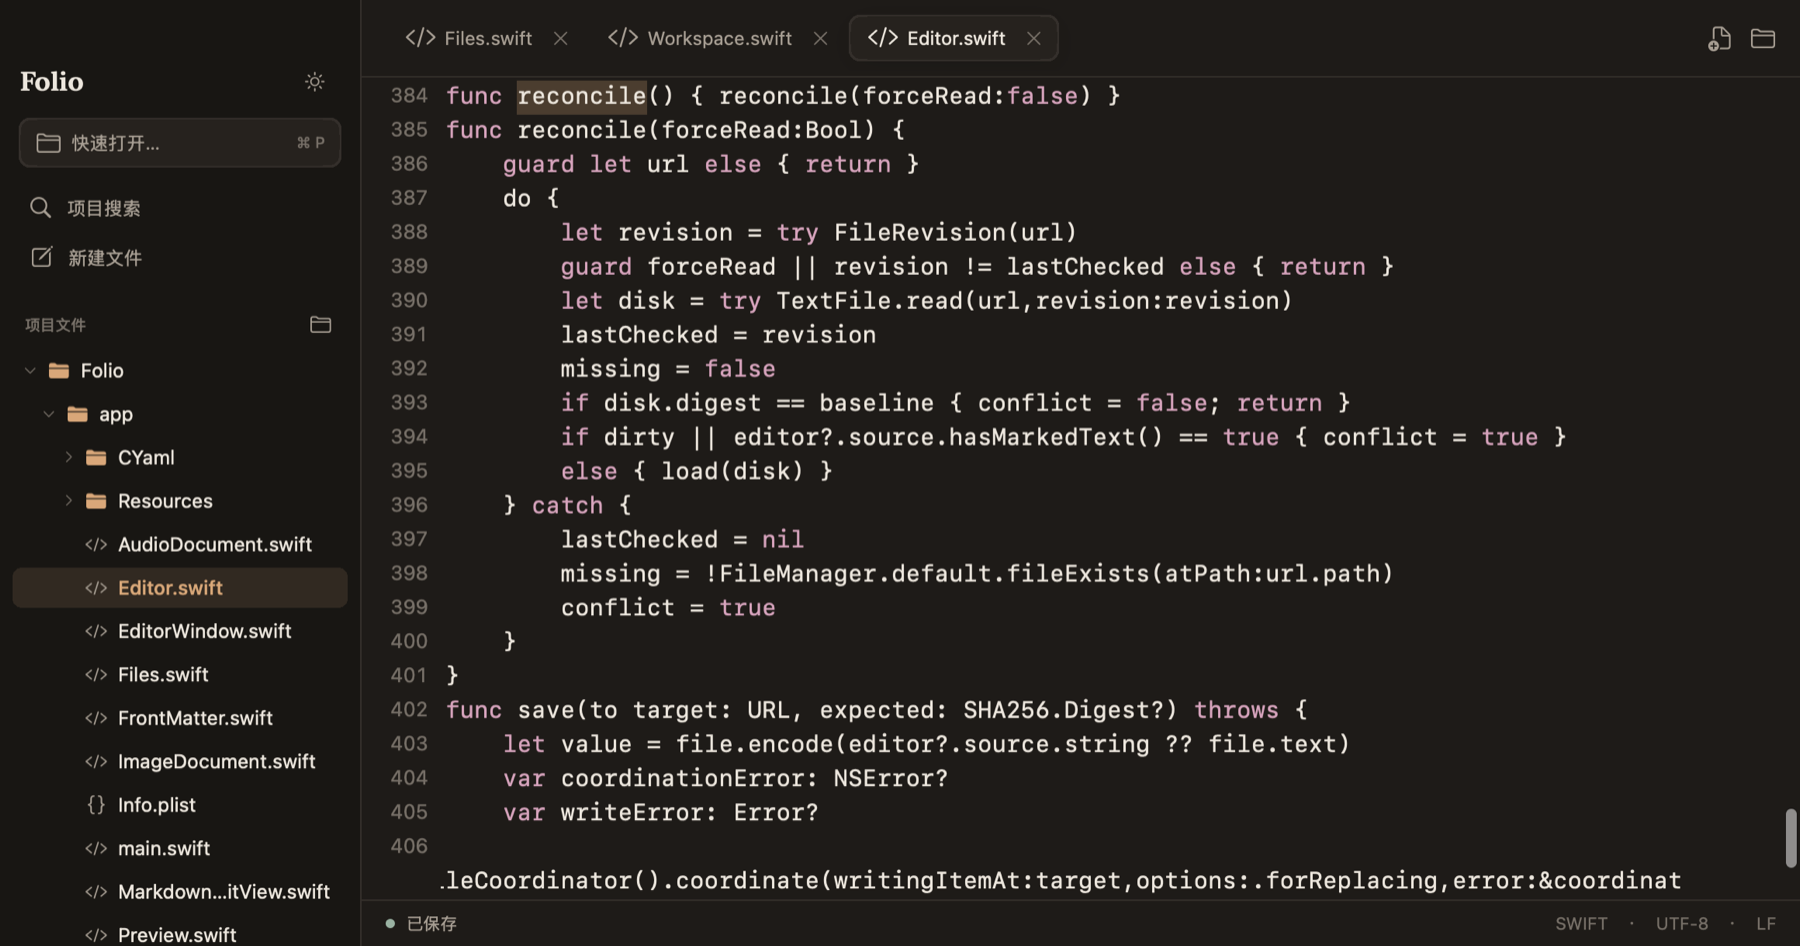 Folio
快速打开... ⌘ P
项目搜索
新建文件
项目文件
Folio
app
CYaml
Resources
</> AudioDocument.swift
</> Editor.swift
</> EditorWindow.swift
</> Files.swift
</> FrontMatter.swift
</> ImageDocument.swift
{} Info.plist
</> main.swift
</> Markdown...itView.swift
</> Preview.swift
</> Files.swift </> Workspace.swift </> Editor.swift
384 func reconcile() { reconcile(forceRead:false) }
385 func reconcile(forceRead:Bool) {
386     guard let url else { return }
387     do {
388         let revision = try FileRevision(url)
389         guard forceRead || revision != lastChecked else { return }
390         let disk = try TextFile.read(url,revision:revision)
391         lastChecked = revision
392         missing = false
393         if disk.digest == baseline { conflict = false; return }
394         if dirty || editor?.source.hasMarkedText() == true { conflict = true }
395         else { load(disk) }
396     } catch {
397         lastChecked = nil
398         missing = !FileManager.default.fileExists(atPath:url.path)
399         conflict = true
400     }
401 }
402 func save(to target: URL, expected: SHA256.Digest?) throws {
403     let value = file.encode(editor?.source.string ?? file.text)
404     var coordinationError: NSError?
405     var writeError: Error?
406
leCoordinator().coordinate(writingItemAt:target,options:.forReplacing,error:&coordinat
已保存
SWIFT · UTF-8 · LF